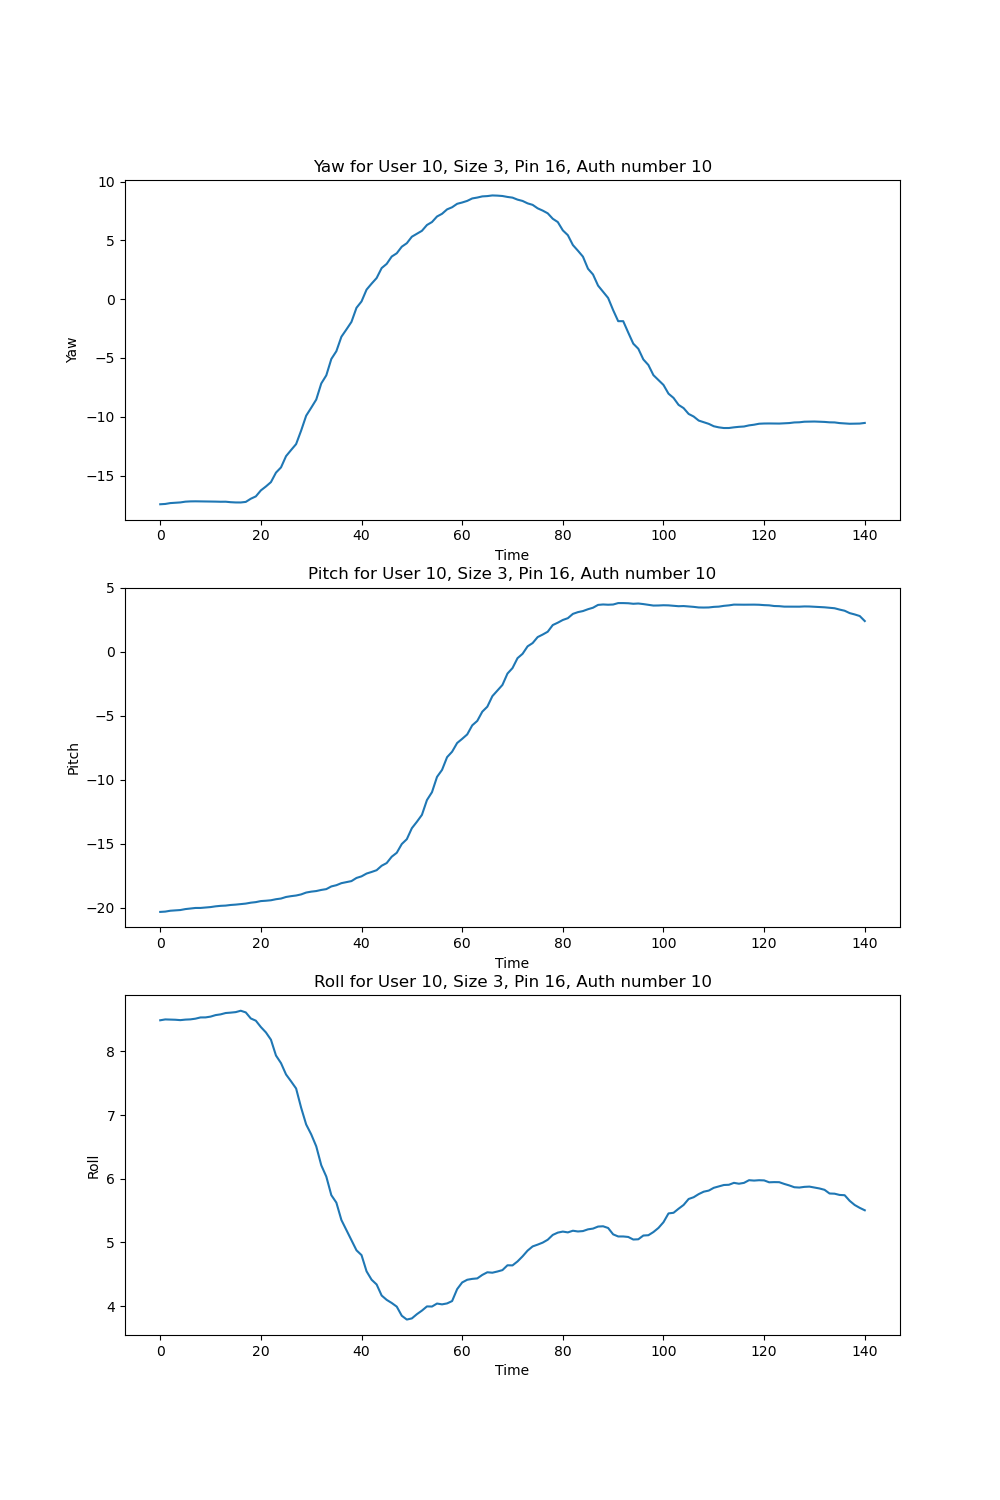 Yaw for User 10, Size 3, Pin 16, Auth number 10
10
5
0
−5
−10
−15
Yaw
0 20 40 60 80 100 120 140
Time
Pitch for User 10, Size 3, Pin 16, Auth number 10
5
0
−5
−10
−15
−20
Pitch
0 20 40 60 80 100 120 140
Time
Roll for User 10, Size 3, Pin 16, Auth number 10
8
7
6
5
4
Roll
0 20 40 60 80 100 120 140
Time